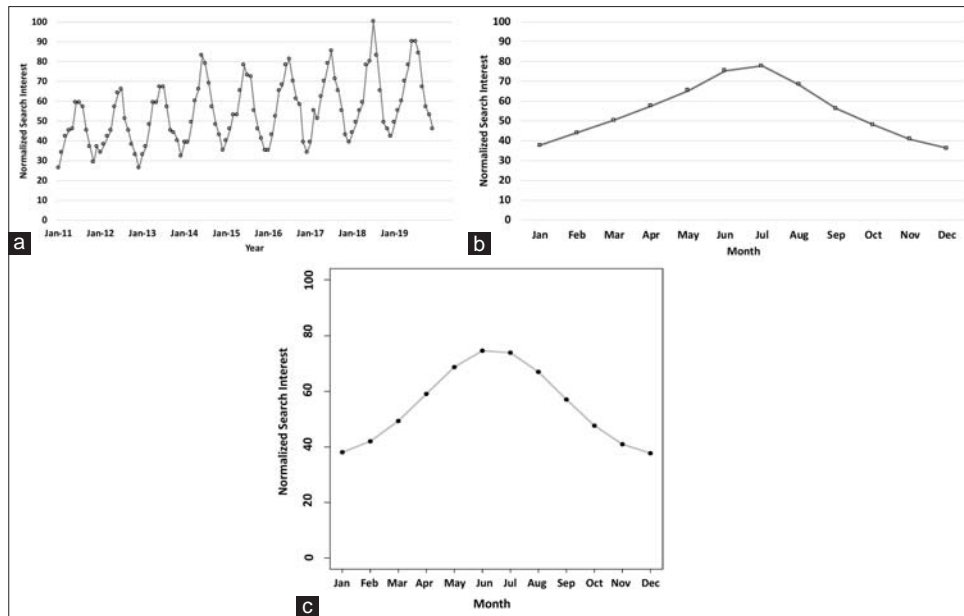 100
90
80
70
60
50
40
30
20
10
0
Normalized Search Interest
Jan-11 Jan-12 Jan-13 Jan-14 Jan-15 Jan-16 Jan-17 Jan-18 Jan-19
Year
a
100
90
80
70
60
50
40
30
20
10
0
Normalized Search Interest
Jan Feb Mar Apr May Jun Jul Aug Sep Oct Nov Dec
Month
b
100
80
60
40
20
0
Normalized Search Interest
Jan Feb Mar Apr May Jun Jul Aug Sep Oct Nov Dec
Month
c